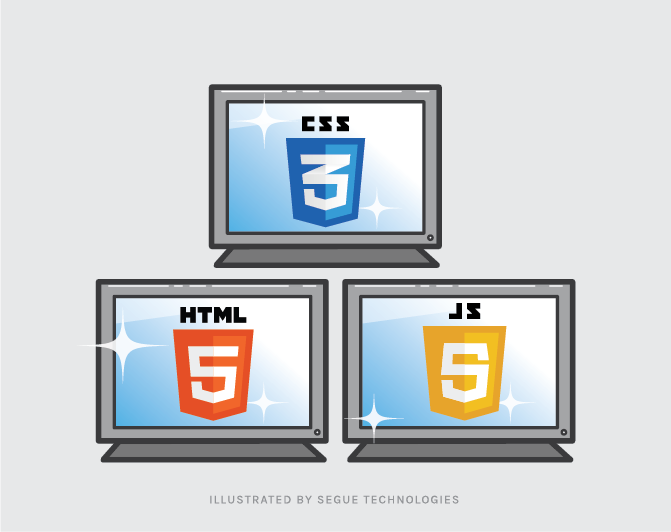 CSS
3
HTML
5
JS
5
ILLUSTRATED BY SEGUE TECHNOLOGIES